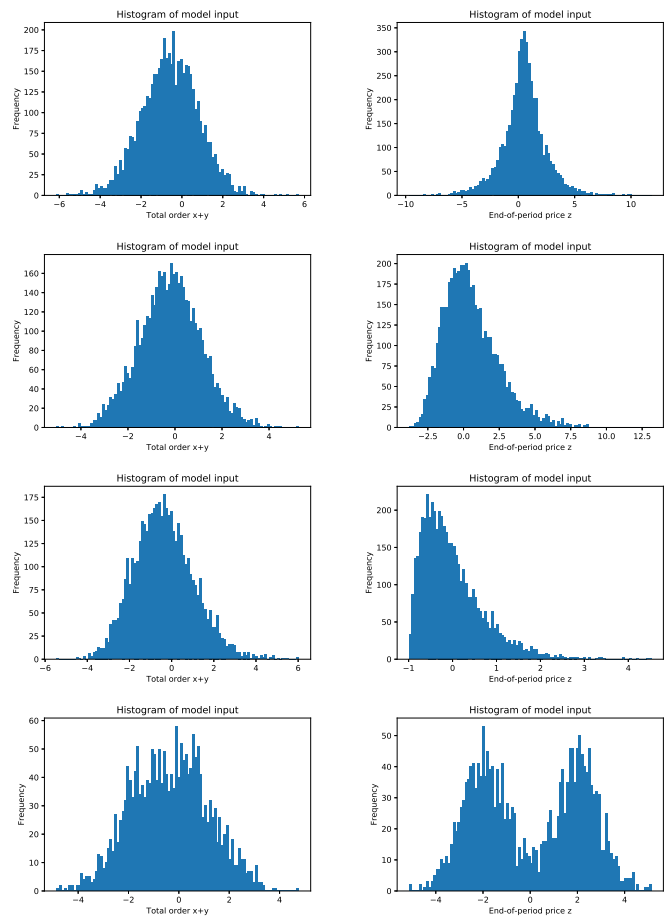 Histogram of model input
200
175
150
125
100
75
50
25
0
Frequency
−6 −4 −2 0 2 4 6
Total order x+y
Histogram of model input
350
300
250
200
150
100
50
0
Frequency
−10 −5 0 5 10
End-of-period price z
Histogram of model input
160
140
120
100
80
60
40
20
0
Frequency
−4 −2 0 2 4
Total order x+y
Histogram of model input
200
175
150
125
100
75
50
25
0
Frequency
−2.5 0.0 2.5 5.0 7.5 10.0 12.5
End-of-period price z
Histogram of model input
175
150
125
100
75
50
25
0
Frequency
−6 −4 −2 0 2 4 6
Total order x+y
Histogram of model input
200
150
100
50
0
Frequency
−1 0 1 2 3 4
End-of-period price z
Histogram of model input
60
50
40
30
20
10
0
Frequency
−4 −2 0 2 4
Total order x+y
Histogram of model input
50
40
30
20
10
0
Frequency
−4 −2 0 2 4
End-of-period price z